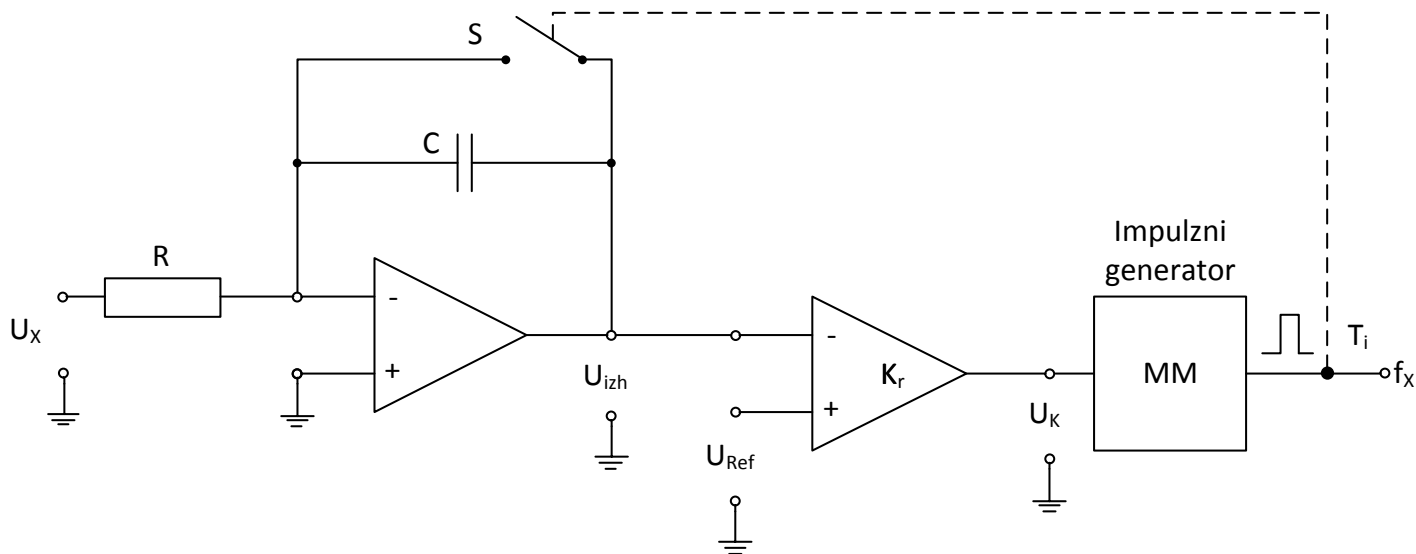 S
C
R
-
+
U_X
U_izh
-
+
K_r
U_Ref
U_K
Impulzni
generator
MM
T_i
f_X